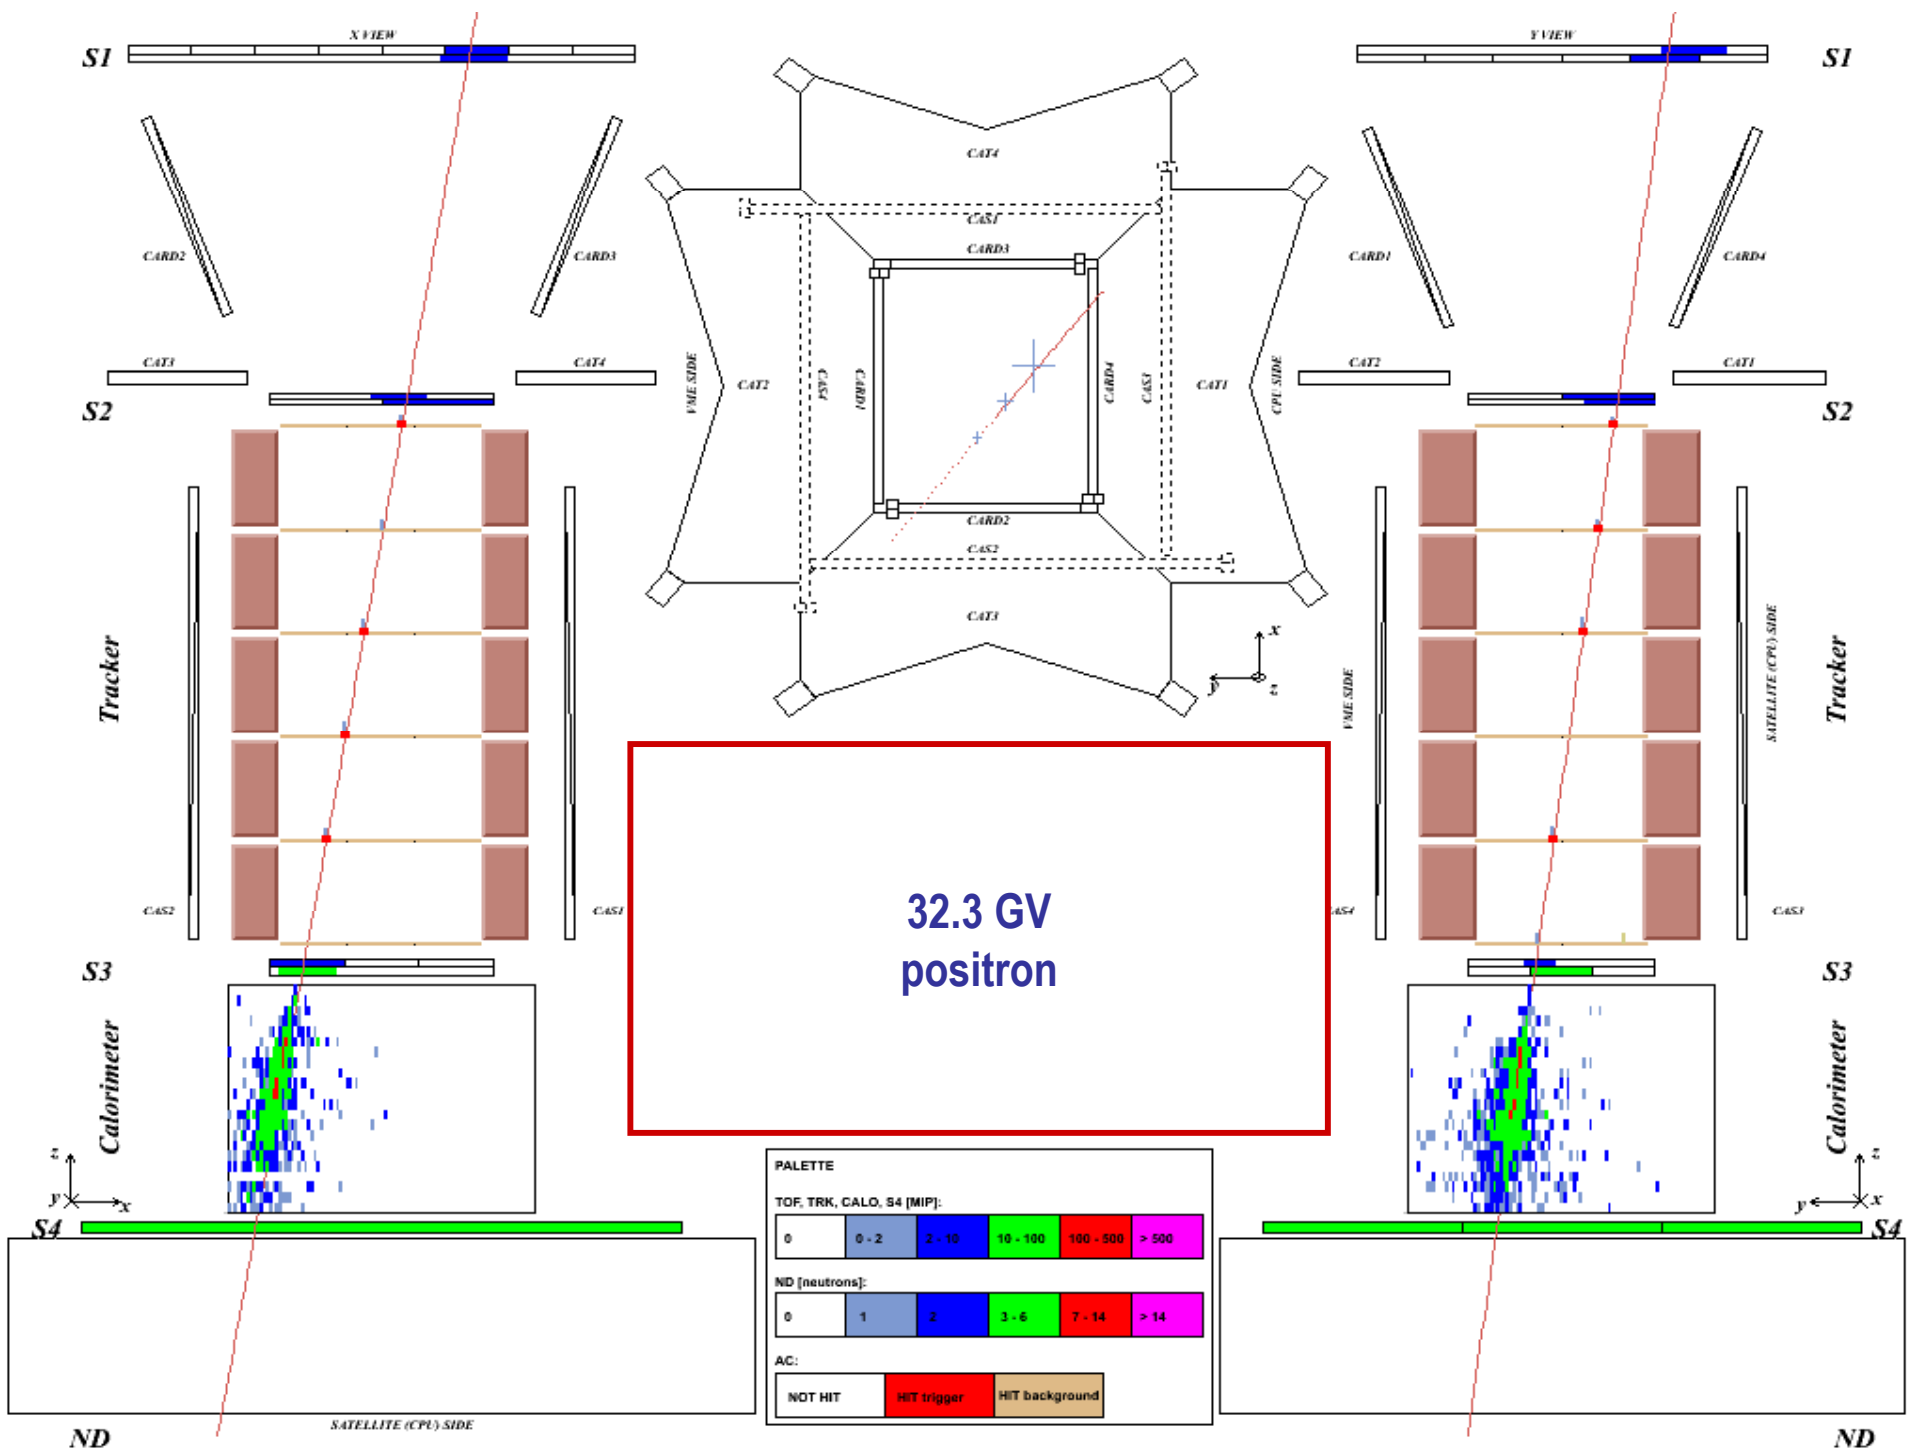 X VIEW
Y VIEW
S1
S1
CAT4
CARD2
CARD3
CAS1
CARD3
CARD1
CARD4
CAT3
CAT4
VME SIDE
CAT2
CAS4
CARD1
CARD4
CAS3
CAT1
CPU SIDE
CAT2
CAT1
S2
S2
CARD2
CAS2
CAT3
x
y
z
Tracker
VME SIDE
SATELLITE (CPU) SIDE
Tracker
CAS2
CAS1
32.3 GV
positron
CAS4
CAS3
S3
S3
Calorimeter
Calorimeter
z
y
x
z
y
x
S4
S4
PALETTE
TOF, TRK, CALO, S4 [MIP]:
0
0 - 2
2 - 10
10 - 100
100 - 500
> 500
ND [neutrons]:
0
1
2
3 - 6
7 - 14
> 14
AC:
NOT HIT
HIT trigger
HIT background
SATELLITE (CPU) SIDE
ND
ND